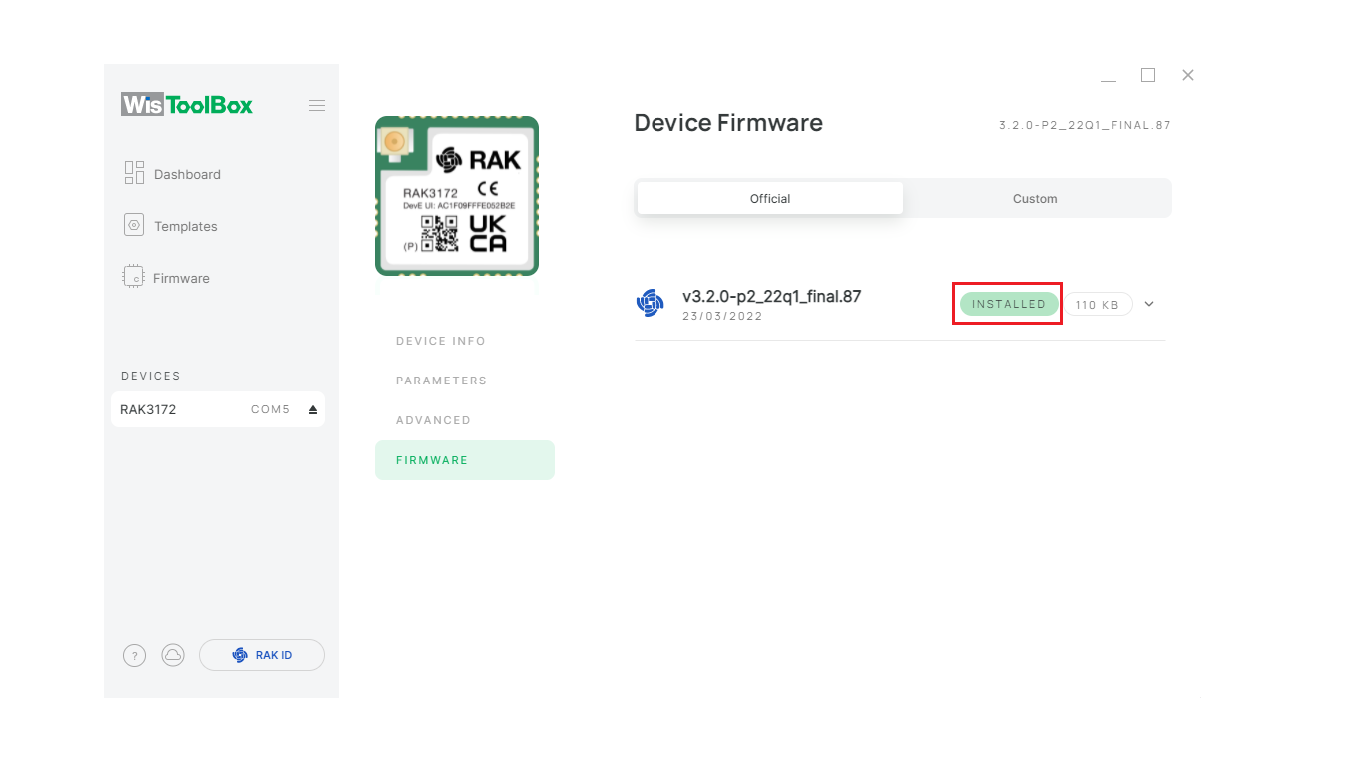 WisToolBox
Dashboard
Templates
Firmware
DEVICES
RAK3172 COM5
?
RAK ID
RAK
RAK3172
DevE UI: AC1F09FFFE052B2E
(P)
UK
CA
DEVICE INFO
PARAMETERS
ADVANCED
FIRMWARE
Device Firmware
3.2.0-P2_22Q1_FINAL.87
Official Custom
v3.2.0-p2_22q1_final.87
23/03/2022
INSTALLED 110 KB